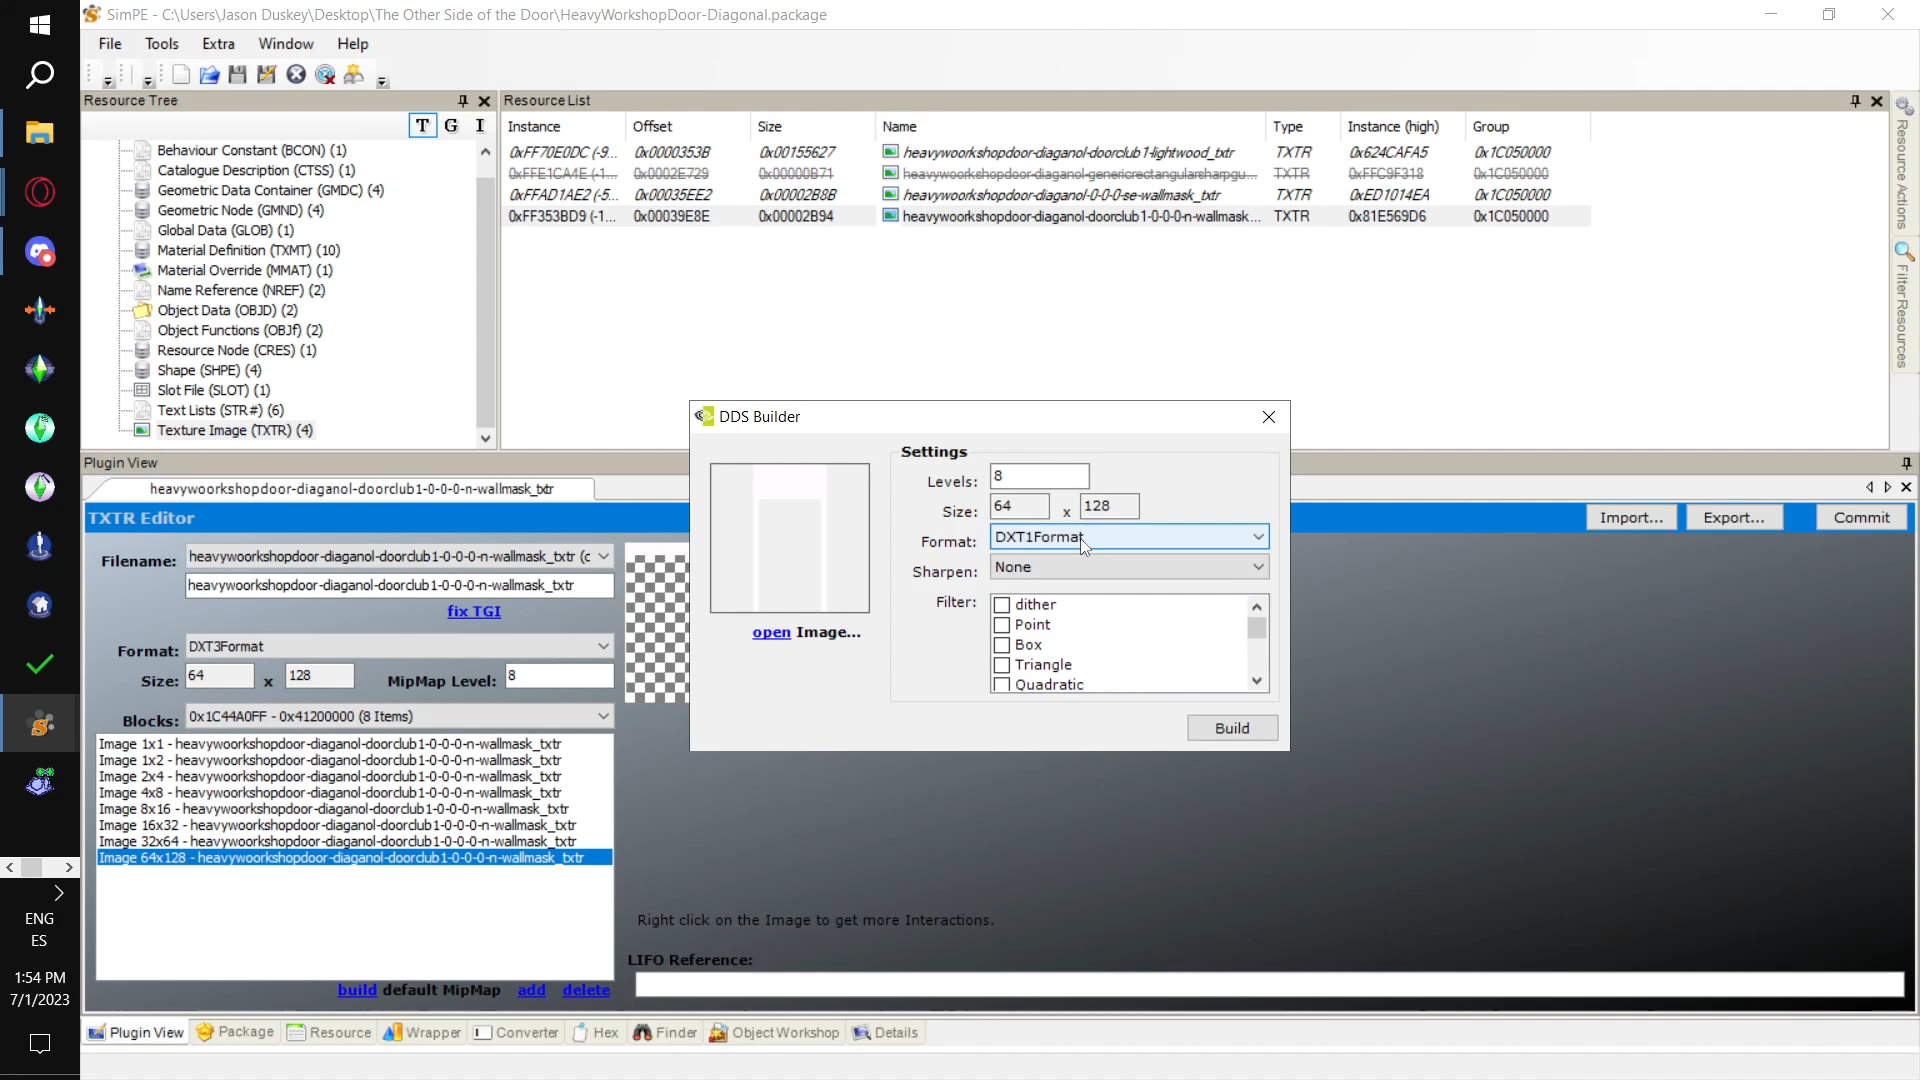 SimPE - C:\Users\Jason Duskey\Desktop\The Other Side of the Door\HeavyWorkshopDoor-Diagonal.package
File Tools Extra Window Help
Resource Tree
T G I
Behaviour Constant (BCON) (1)
Catalogue Description (CTSS) (1)
Geometric Data Container (GMDC) (4)
Geometric Node (GMND) (4)
Global Data (GLOB) (1)
Material Definition (TXMT) (10)
Material Override (MMAT) (1)
Name Reference (NREF) (2)
Object Data (OBJD) (2)
Object Functions (OBJf) (2)
Resource Node (CRES) (1)
Shape (SHPE) (4)
Slot File (SLOT) (1)
Text Lists (STR#) (6)
Texture Image (TXTR) (4)
Resource List
Instance Offset Size Name Type Instance (high) Group
0xFF70E0DC (-9... 0x0000353B 0x00155627 heavywoorkshopdoor-diaganol-doorclub1-lightwood_txtr TXTR 0x624CAFA5 0x1C050000
0xFFE1CA4E (-1... 0x0002E729 0x00000B71 heavywoorkshopdoor-diaganol-genericrectangularsharpgu... TXTR 0xFFC9F318 0x1C050000
0xFFAD1AE2 (-5... 0x00035EE2 0x00002B8B heavywoorkshopdoor-diaganol-0-0-0-se-wallmask_txtr TXTR 0xED1014EA 0x1C050000
0xFF353BD9 (-1... 0x00039E8E 0x00002B94 heavywoorkshopdoor-diaganol-doorclub1-0-0-0-n-wallmask... TXTR 0x81E569D6 0x1C050000
Resource Actions
Filter Resources
DDS Builder
open Image...
Settings
Levels: 8
Size: 64 x 128
Format: DXT1Format
Sharpen: None
Filter: dither
Point
Box
Triangle
Quadratic
Build
Plugin View
heavywoorkshopdoor-diaganol-doorclub1-0-0-0-n-wallmask_txtr
TXTR Editor
Import... Export... Commit
Filename: heavywoorkshopdoor-diaganol-doorclub1-0-0-0-n-wallmask_txtr (c
heavywoorkshopdoor-diaganol-doorclub1-0-0-0-n-wallmask_txtr
fix TGI
Format: DXT3Format
Size: 64 x 128 MipMap Level: 8
Blocks: 0x1C44A0FF - 0x41200000 (8 Items)
Image 1x1 - heavywoorkshopdoor-diaganol-doorclub1-0-0-0-n-wallmask_txtr
Image 1x2 - heavywoorkshopdoor-diaganol-doorclub1-0-0-0-n-wallmask_txtr
Image 2x4 - heavywoorkshopdoor-diaganol-doorclub1-0-0-0-n-wallmask_txtr
Image 4x8 - heavywoorkshopdoor-diaganol-doorclub1-0-0-0-n-wallmask_txtr
Image 8x16 - heavywoorkshopdoor-diaganol-doorclub1-0-0-0-n-wallmask_txtr
Image 16x32 - heavywoorkshopdoor-diaganol-doorclub1-0-0-0-n-wallmask_txtr
Image 32x64 - heavywoorkshopdoor-diaganol-doorclub1-0-0-0-n-wallmask_txtr
Image 64x128 - heavywoorkshopdoor-diaganol-doorclub1-0-0-0-n-wallmask_txtr
build default MipMap add delete
Right click on the Image to get more Interactions.
LIFO Reference:
Plugin View Package Resource Wrapper Converter Hex Finder Object Workshop Details
ENG
ES
1:54 PM
7/1/2023